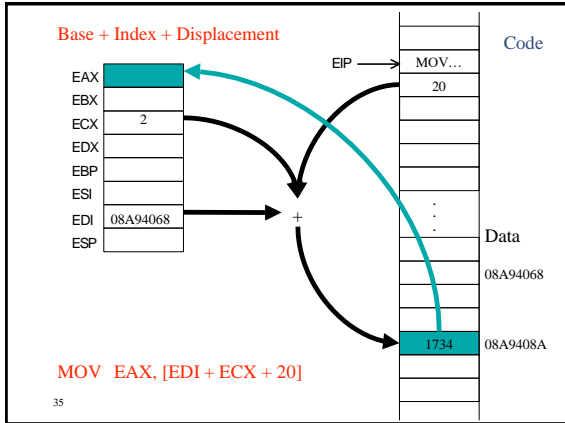 Base + Index + Displacement
Code
EIP
MOV…
20
EAX
EBX
ECX 2
EDX
EBP
ESI
EDI 08A94068
ESP
+
.
.
.
Data
08A94068
1734 08A9408A
MOV EAX, [EDI + ECX + 20]
35